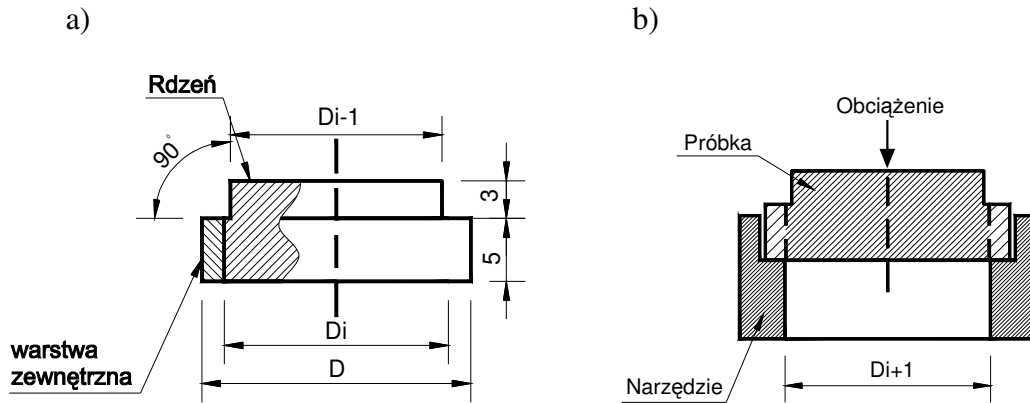 a)
b)
Rdzeń
Di-1
90°
3
5
Di
D
warstwa
zewnętrzna
Obciążenie
Próbka
Narzędzie
Di+1